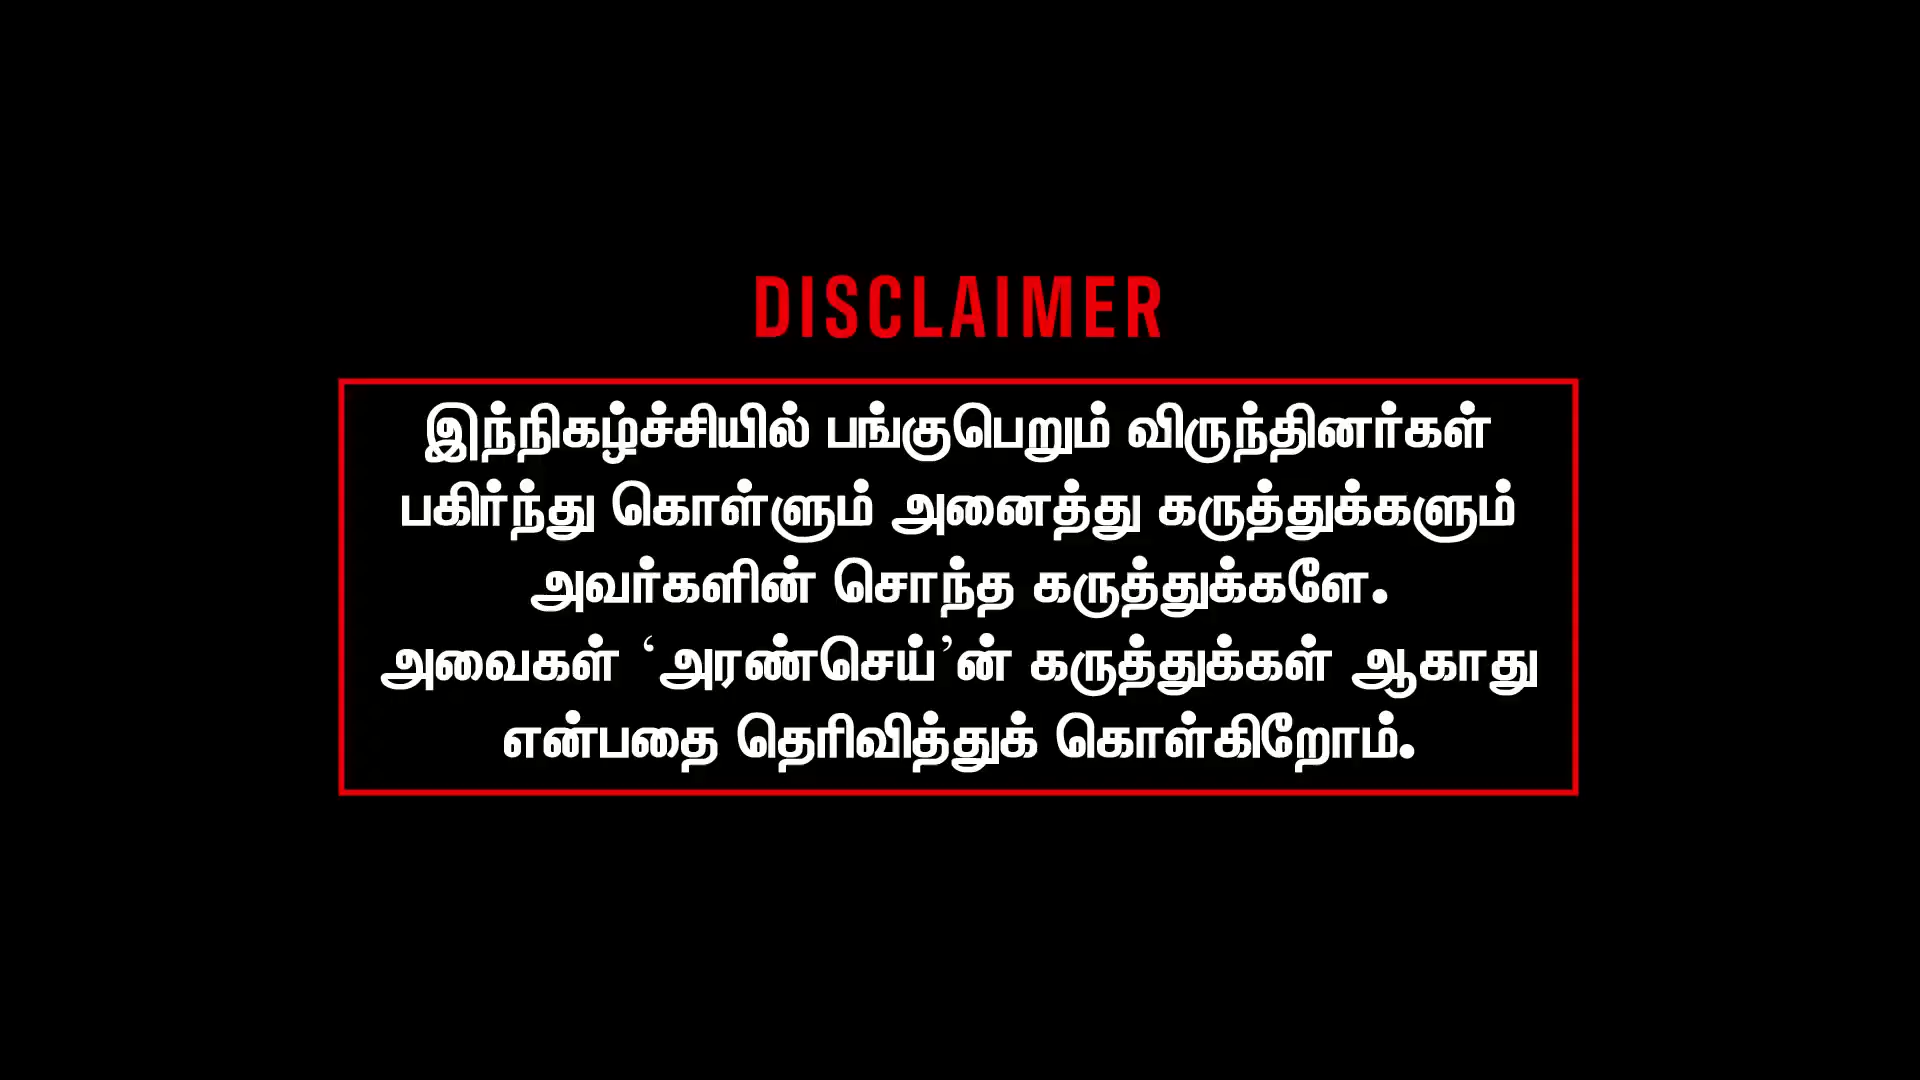 DISCLAIMER
இந்நிகழ்ச்சியில் பங்குபெறும் விருந்தினர்கள்
பகிர்ந்து கொள்ளும் அனைத்து கருத்துக்களும்
அவர்களின் சொந்த கருத்துக்களே.
அவைகள் ‘அரண்செய்’ன் கருத்துக்கள் ஆகாது
என்பதை தெரிவித்துக் கொள்கிறோம்.